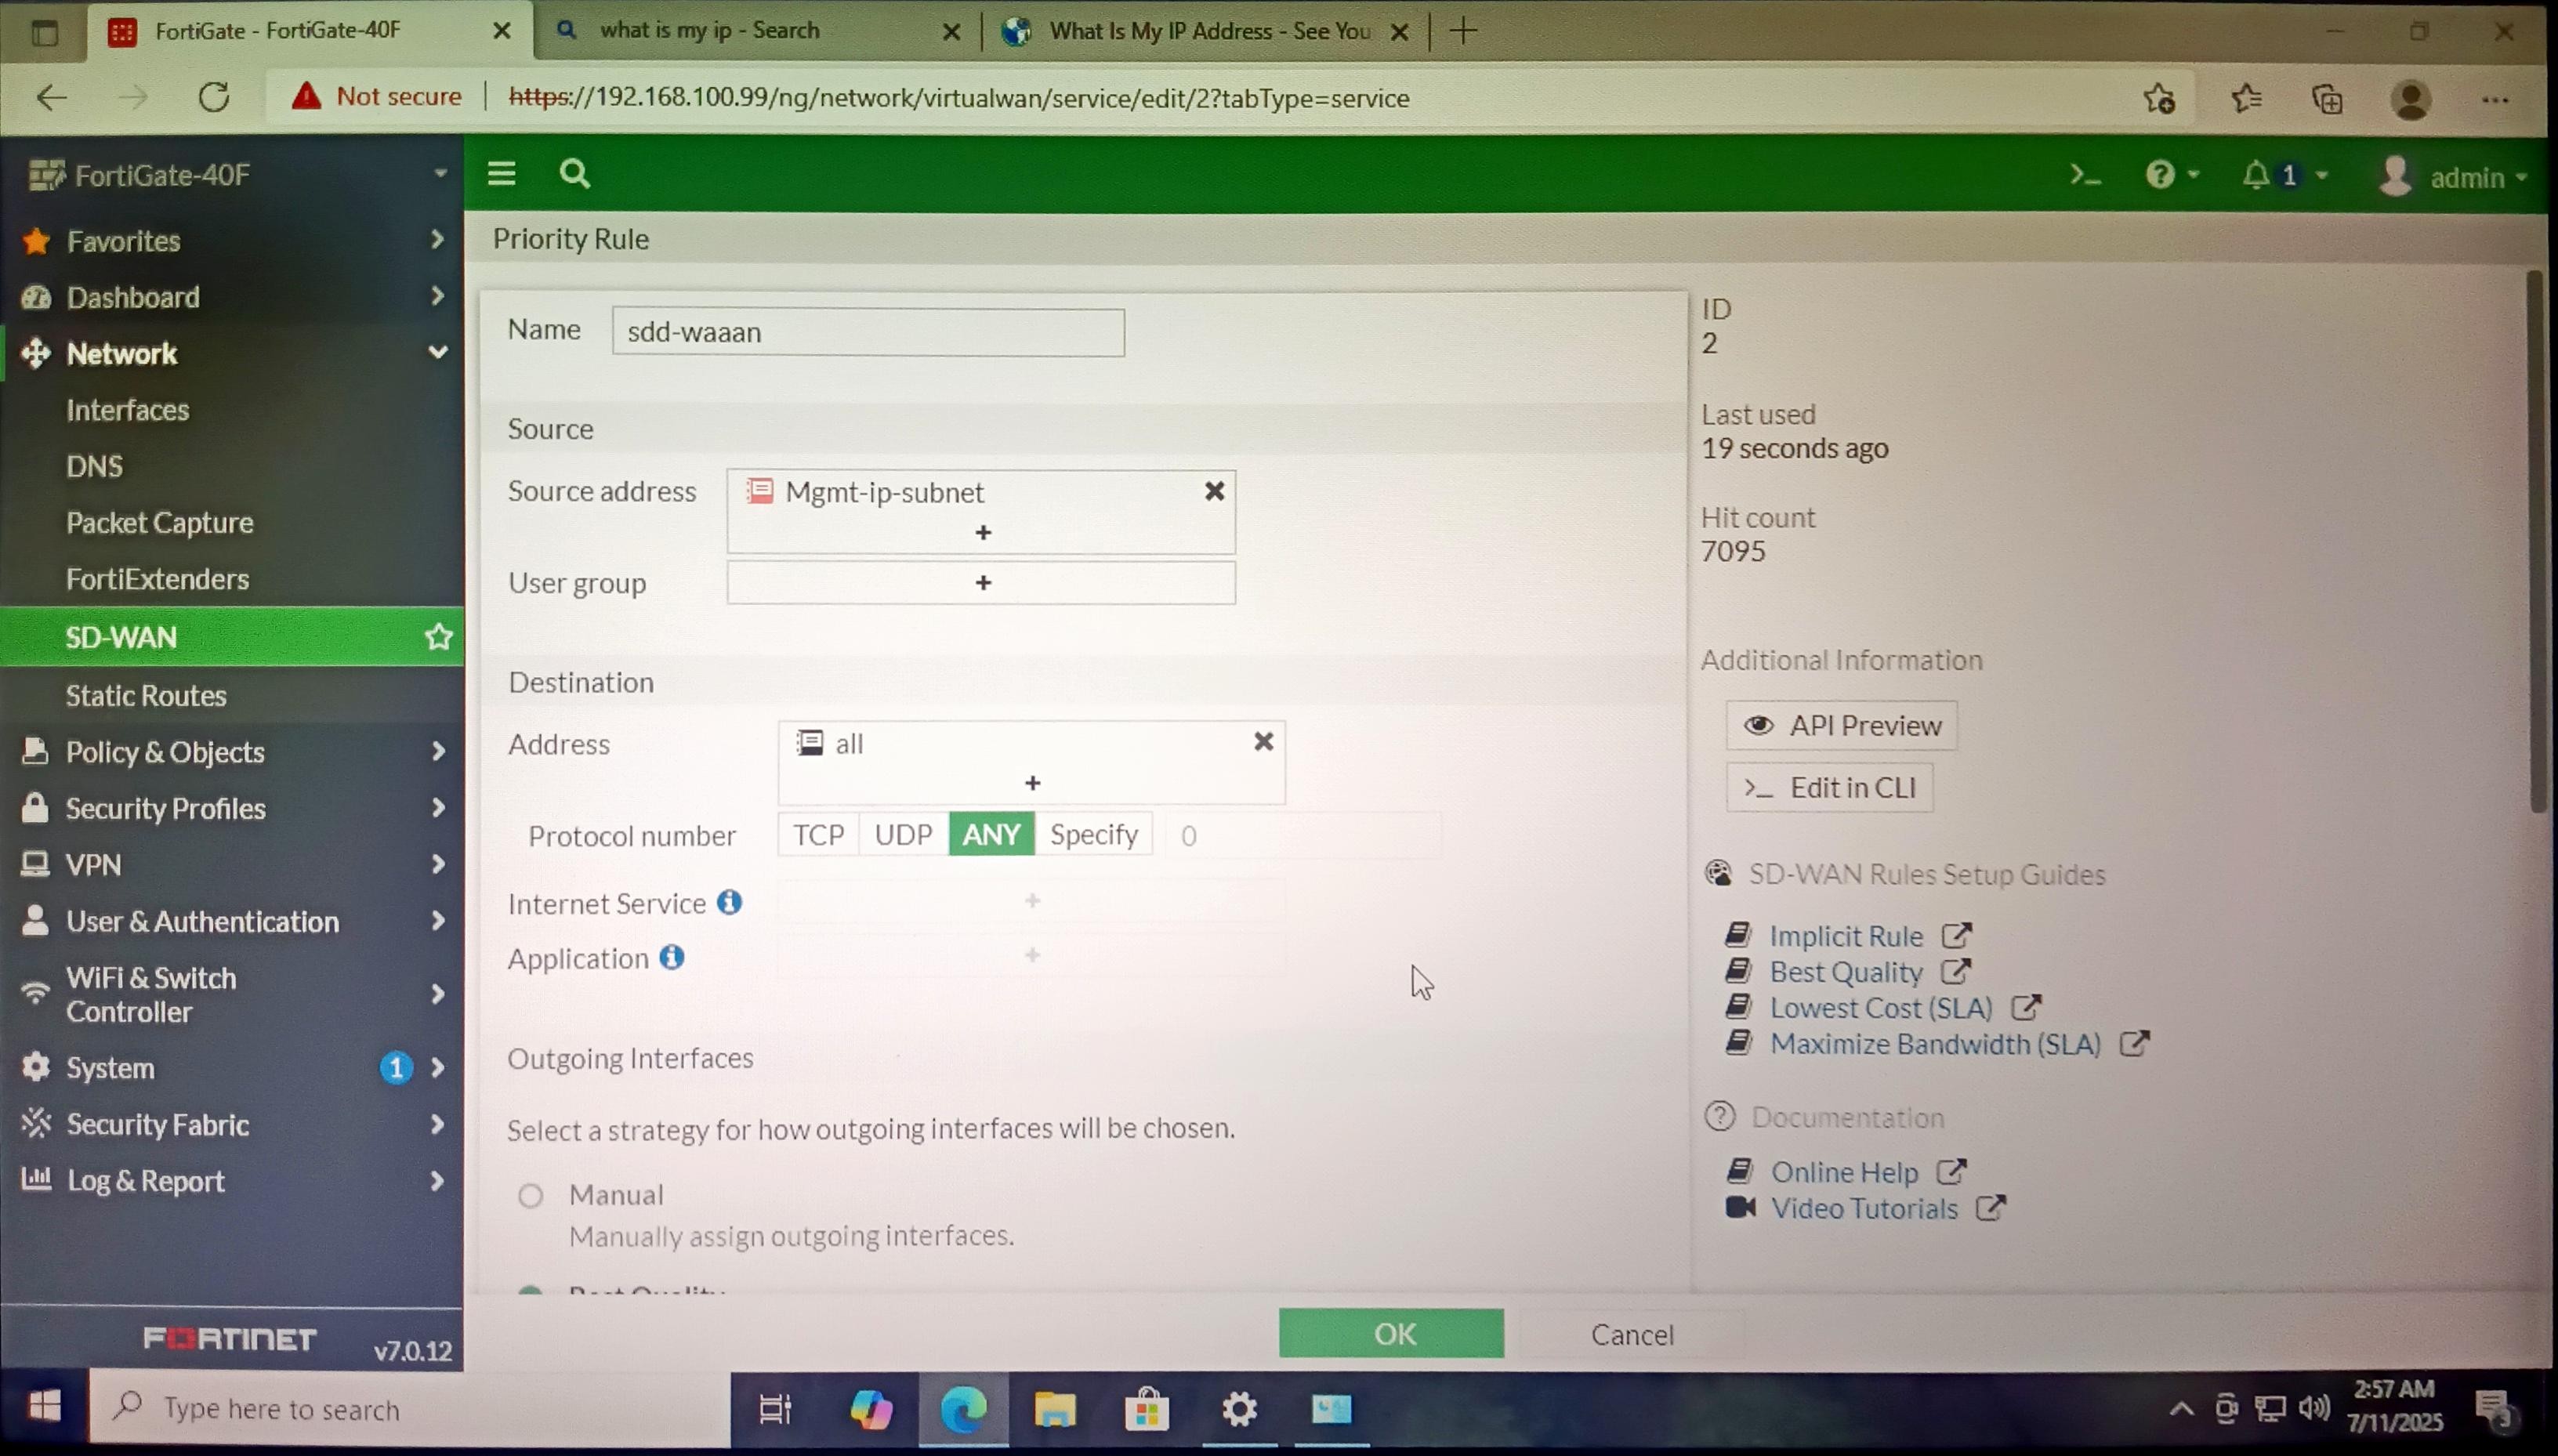 FortiGate - FortiGate-40F
what is my ip - Search
What Is My IP Address - See You
Not secure
https://192.168.100.99/ng/network/virtualwan/service/edit/2?tabType=service
FortiGate-40F
1
admin
Favorites
Dashboard
Network
Interfaces
DNS
Packet Capture
FortiExtenders
SD-WAN
Static Routes
Policy & Objects
Security Profiles
VPN
User & Authentication
WiFi & Switch
Controller
System
1
Security Fabric
Log & Report
FORTINET
v7.0.12
Priority Rule
Name
sdd-waaan
Source
Source address
Mgmt-ip-subnet
User group
Destination
Address
all
Protocol number
TCP
UDP
ANY
Specify
0
Internet Service
Application
Outgoing Interfaces
Select a strategy for how outgoing interfaces will be chosen.
Manual
Manually assign outgoing interfaces.
Best Quality
OK
Cancel
ID
2
Last used
19 seconds ago
Hit count
7095
Additional Information
API Preview
>_ Edit in CLI
SD-WAN Rules Setup Guides
Implicit Rule
Best Quality
Lowest Cost (SLA)
Maximize Bandwidth (SLA)
Documentation
Online Help
Video Tutorials
Type here to search
2:57 AM
7/11/2025
3